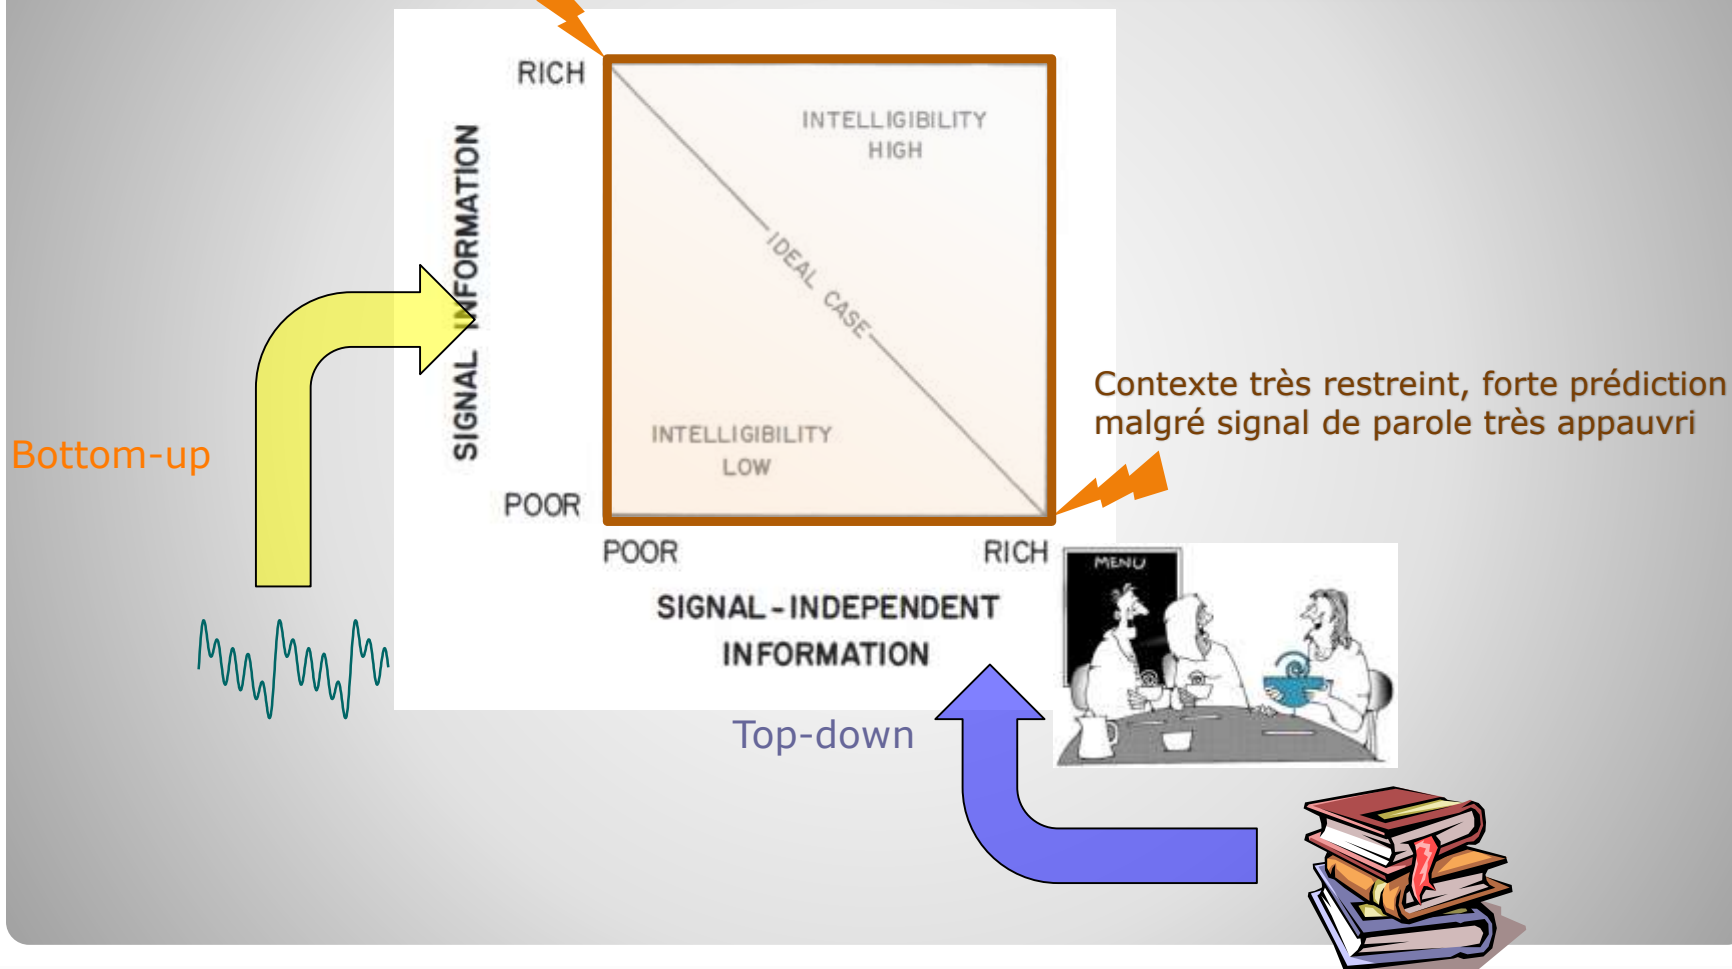 RICH
INTELLIGIBILITY
HIGH
SIGNAL INFORMATION
IDEAL CASE
Contexte très restreint, forte prédiction
malgré signal de parole très appauvri
Bottom-up
INTELLIGIBILITY
LOW
POOR
POOR
RICH
MENU
SIGNAL-INDEPENDENT
INFORMATION
Top-down